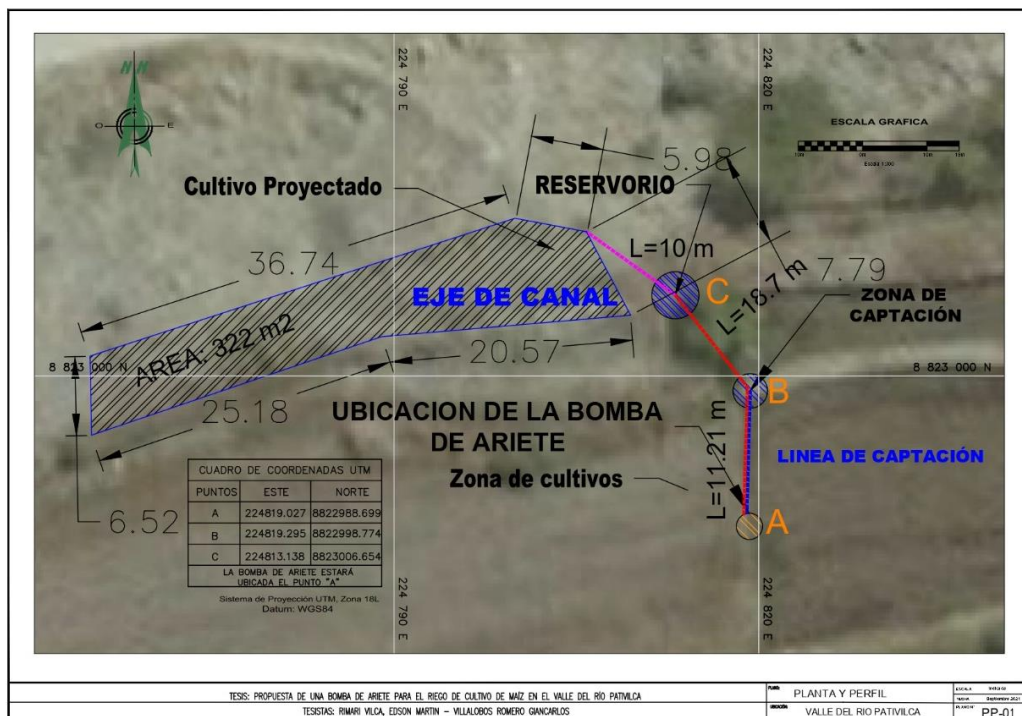 N N
O E
224 790 E
224 820 E
ESCALA GRAFICA
5.98
Cultivo Proyectado
RESERVORIO
36.74
L=10 m
C
L=18.7 m
7.79
EJE DE CANAL
ZONA DE
CAPTACIÓN
AREA: 322 m2
20.57
8 823 000 N
8 823 000 N
B
25.18
UBICACION DE LA BOMBA
DE ARIETE
L=11.21 m
LINEA DE CAPTACIÓN
Zona de cultivos
A
6.52
CUADRO DE COORDENADAS UTM
PUNTOS ESTE NORTE
A 224819.027 8822988.699
B 224819.295 8822998.774
C 224813.138 8823006.654
LA BOMBA DE ARIETE ESTARÁ
UBICADA EL PUNTO "A"
Sistema de Proyección UTM, Zona 18L
Datum: WGS84
224 790 E
224 820 E
TESIS: PROPUESTA DE UNA BOMBA DE ARIETE PARA EL RIEGO DE CULTIVO DE MAÍZ EN EL VALLE DEL RÍO PATIVILCA
TESISTAS: RIMARI VILCA, EDSON MARTIN - VILLALOBOS ROMERO GIANCARLOS
PLANTA Y PERFIL
VALLE DEL RIO PATIVILCA
Septiembre 2021
PP-01